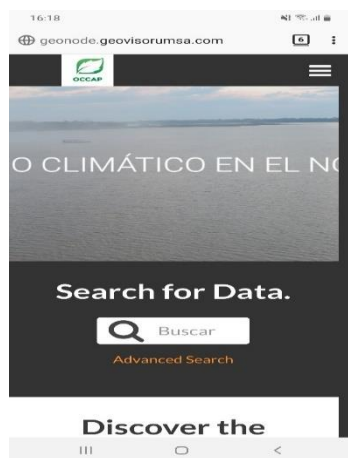 16:18
geonode.geovisorumsa.com
6
OCCAP
O CLIMÁTICO EN EL NO
Search for Data.
Buscar
Advanced Search
Discover the